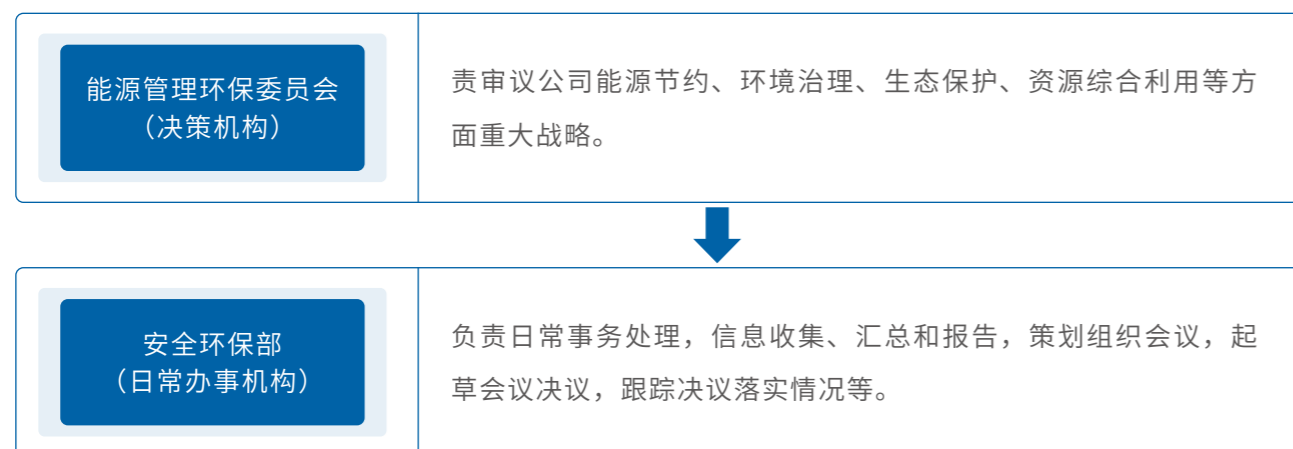 能源管理环保委员会
（决策机构）
责审议公司能源节约、环境治理、生态保护、资源综合利用等方
面重大战略。
安全环保部
（日常办事机构）
负责日常事务处理，信息收集、汇总和报告，策划组织会议，起
草会议决议，跟踪决议落实情况等。